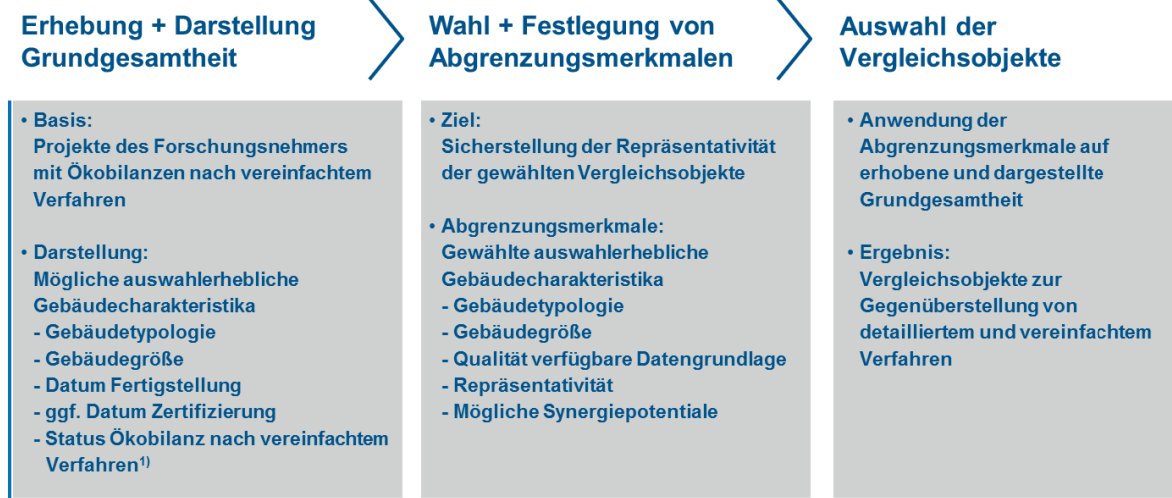 Erhebung + Darstellung
Grundgesamtheit
• Basis:
Projekte des Forschungsnehmers
mit Ökobilanzen nach vereinfachtem
Verfahren
• Darstellung:
Mögliche auswahlerhebliche
Gebäudecharakteristika
- Gebäudetypologie
- Gebäudegröße
- Datum Fertigstellung
- ggf. Datum Zertifizierung
- Status Ökobilanz nach vereinfachtem
Verfahren¹⁾
Wahl + Festlegung von
Abgrenzungsmerkmalen
• Ziel:
Sicherstellung der Repräsentativität
der gewählten Vergleichsobjekte
• Abgrenzungsmerkmale:
Gewählte auswahlerhebliche
Gebäudecharakteristika
- Gebäudetypologie
- Gebäudegröße
- Qualität verfügbare Datengrundlage
- Repräsentativität
- Mögliche Synergiepotentiale
Auswahl der
Vergleichsobjekte
• Anwendung der
Abgrenzungsmerkmale auf
erhobene und dargestellte
Grundgesamtheit
• Ergebnis:
Vergleichsobjekte zur
Gegenüberstellung von
detailliertem und vereinfachtem
Verfahren